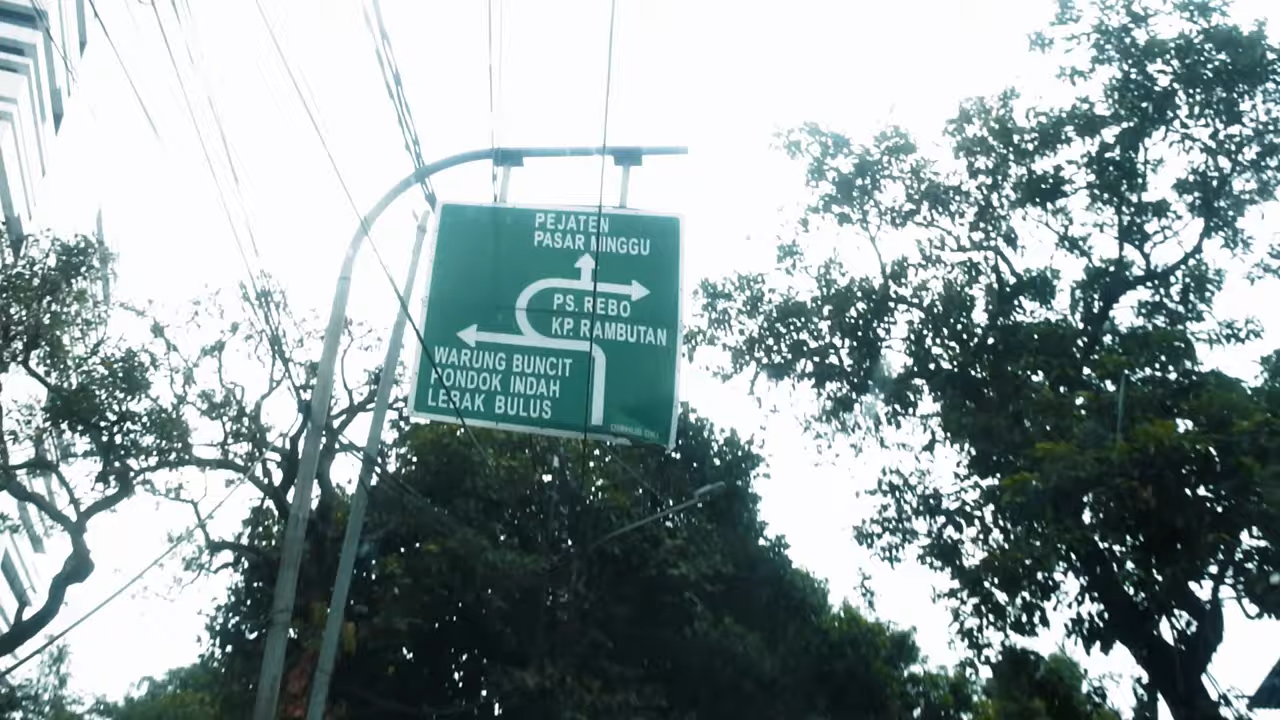 PEJATEN
PASAR MINGGU
PS. REBO
KP. RAMBUTAN
WARUNG BUNCIT
PONDOK INDAH
LEBAK BULUS